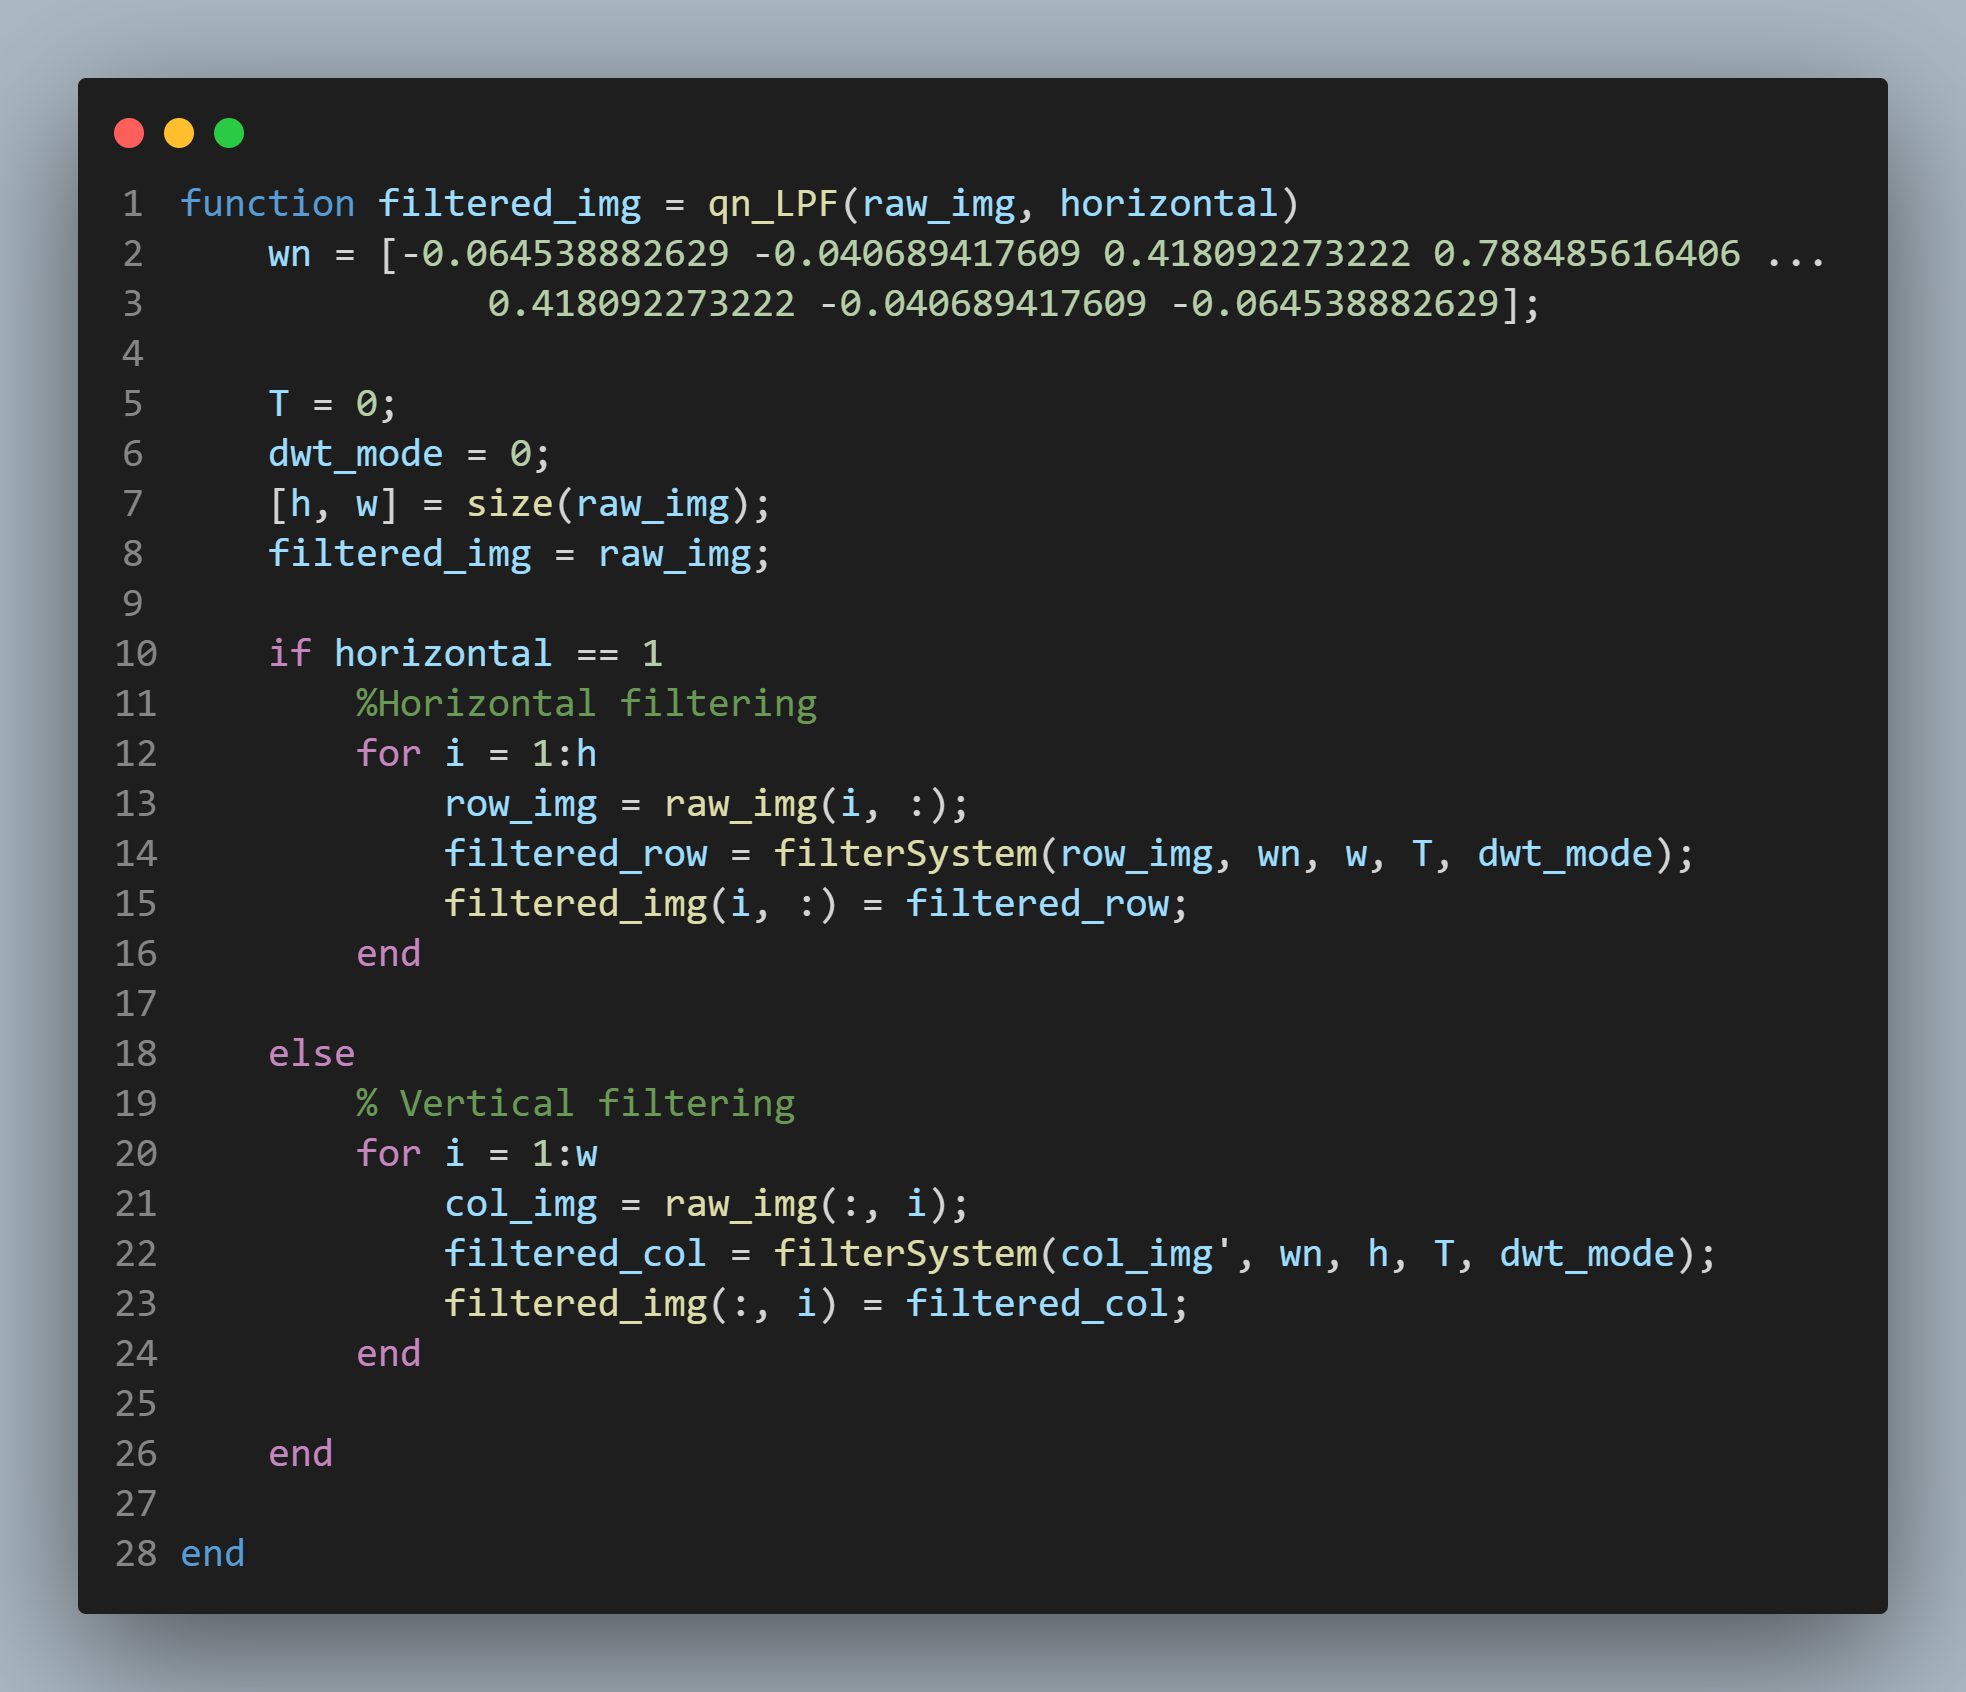 1 function filtered_img = qn_LPF(raw_img, horizontal)
2     wn = [-0.064538882629 -0.040689417609 0.418092273222 0.788485616406 ...
3               0.418092273222 -0.040689417609 -0.064538882629];
4
5     T = 0;
6     dwt_mode = 0;
7     [h, w] = size(raw_img);
8     filtered_img = raw_img;
9
10     if horizontal == 1
11         %Horizontal filtering
12         for i = 1:h
13             row_img = raw_img(i, :);
14             filtered_row = filterSystem(row_img, wn, w, T, dwt_mode);
15             filtered_img(i, :) = filtered_row;
16         end
17
18     else
19         % Vertical filtering
20         for i = 1:w
21             col_img = raw_img(:, i);
22             filtered_col = filterSystem(col_img', wn, h, T, dwt_mode);
23             filtered_img(:, i) = filtered_col;
24         end
25
26     end
27
28 end